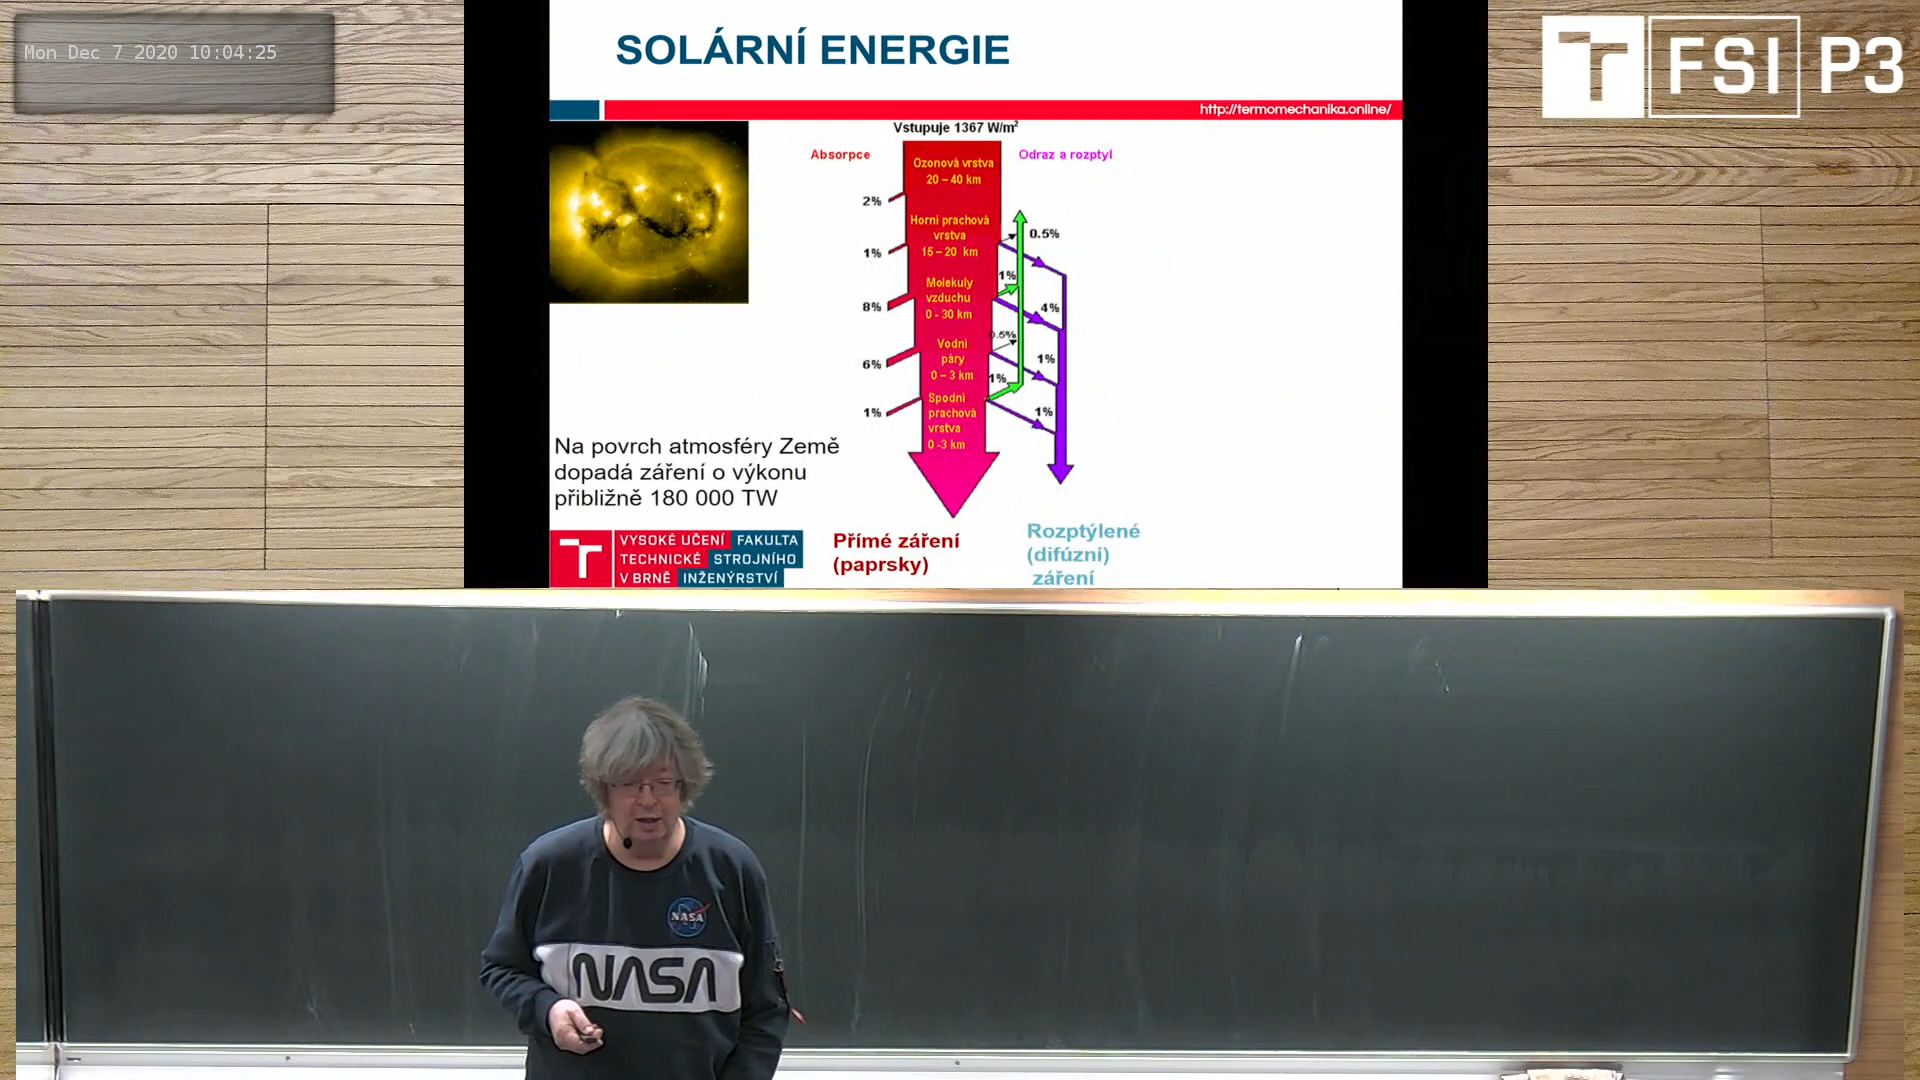 Mon Dec 7 2020 10:04:25
SOLÁRNÍ ENERGIE
FSI P3
http://termomechanika.online/
Vstupuje 1367 W/m²
Absorpce
Odraz a rozptyl
Ozonová vrstva
20 – 40 km
2%
Horní prachová
vrstva
15 – 20 km
0.5%
1%
Molekuly
vzduchu
0 - 30 km
1%
8%
4%
Vodní
páry
0 – 3 km
0.5%
6%
1%
1%
Spodní
prachová
vrstva
0 -3 km
1%
1%
Na povrch atmosféry Země
dopadá záření o výkonu
přibližně 180 000 TW
VYSOKÉ UČENÍ FAKULTA
TECHNICKÉ STROJNÍHO
V BRNĚ INŽENÝRSTVÍ
Přímé záření
(paprsky)
Rozptýlené
(difúzní)
záření
NASA
NASA